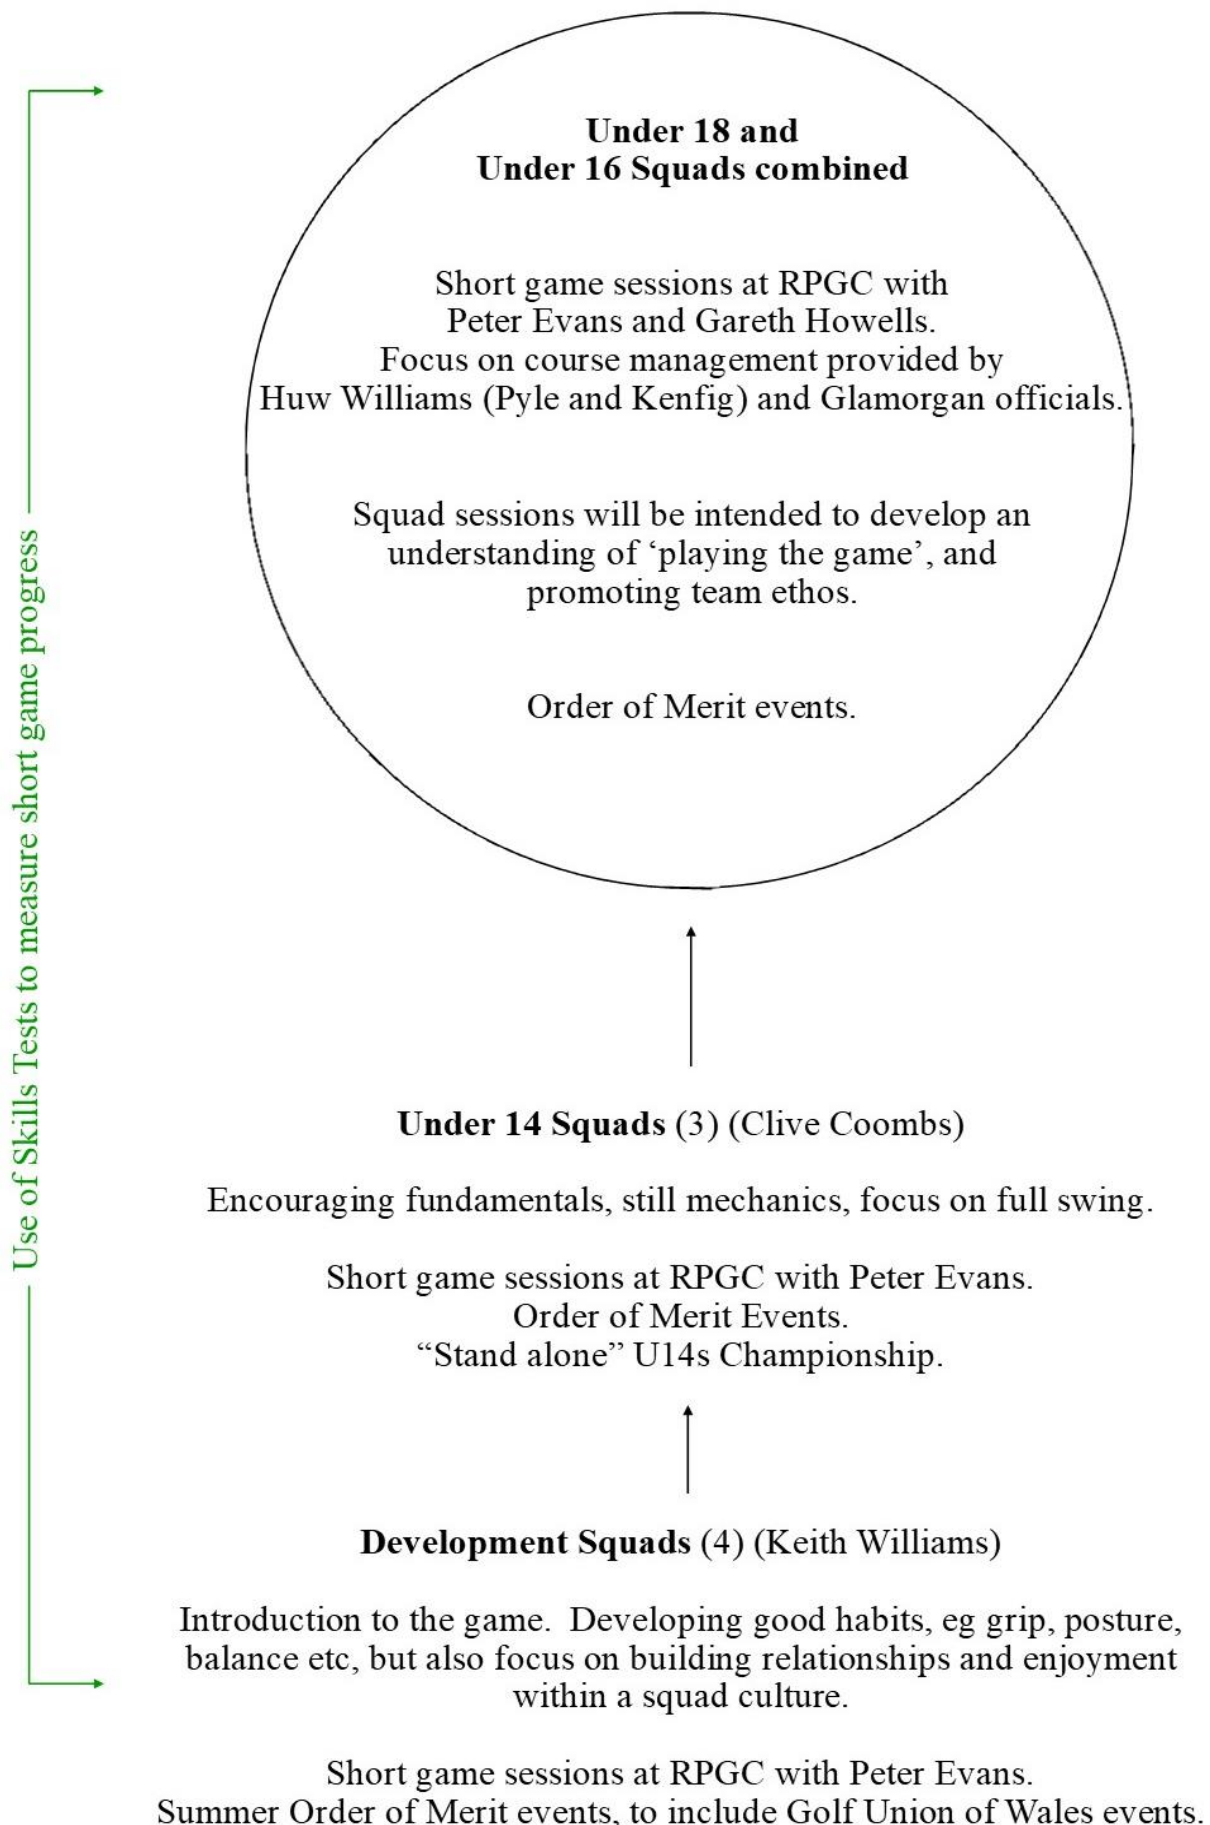 Under 18 and
Under 16 Squads combined
Short game sessions at RPGC with
Peter Evans and Gareth Howells.
Focus on course management provided by
Huw Williams (Pyle and Kenfig) and Glamorgan officials.
Squad sessions will be intended to develop an
understanding of ‘playing the game’, and
promoting team ethos.
Order of Merit events.
Use of Skills Tests to measure short game progress
Under 14 Squads (3) (Clive Coombs)
Encouraging fundamentals, still mechanics, focus on full swing.
Short game sessions at RPGC with Peter Evans.
Order of Merit Events.
“Stand alone” U14s Championship.
Development Squads (4) (Keith Williams)
Introduction to the game.  Developing good habits, eg grip, posture,
balance etc, but also focus on building relationships and enjoyment
within a squad culture.
Short game sessions at RPGC with Peter Evans.
Summer Order of Merit events, to include Golf Union of Wales events.